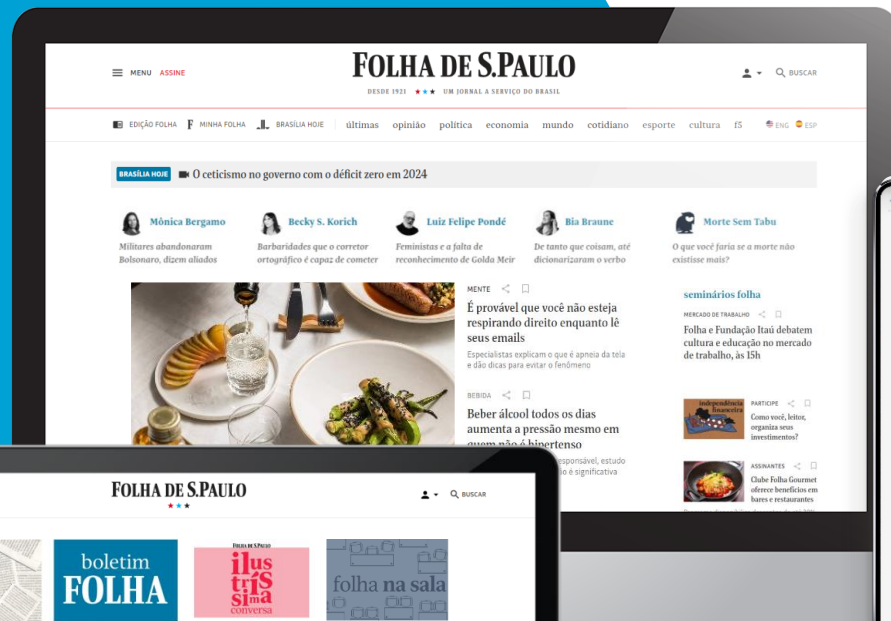 MENU ASSINE
FOLHA DE S.PAULO
DESDE 1921 ★★★ UM JORNAL A SERVIÇO DO BRASIL
BUSCAR
EDIÇÃO FOLHA F MINHA FOLHA BRASÍLIA HOJE últimas opinião política economia mundo cotidiano esporte cultura f5 ENG ESP
BRASÍLIA HOJE O ceticismo no governo com o déficit zero em 2024
Mônica Bergamo
Militares abandonaram
Bolsonaro, dizem aliados
Becky S. Korich
Barbaridades que o corretor
ortográfico é capaz de cometer
Luiz Felipe Pondé
Feministas e a falta de
reconhecimento de Golda Meir
Bia Braune
De tanto que coisam, até
dicionarizaram o verbo
Morte Sem Tabu
O que você faria se a morte não
existisse mais?
MENTE
É provável que você não esteja
respirando direito enquanto lê
seus emails
Especialistas explicam o que é apneia da tela
e dão dicas para evitar o fenômeno
BEBIDA
Beber álcool todos os dias
aumenta a pressão mesmo em
quem não é hipertenso
responsável, estudo
é significativa
seminários folha
MERCADO DE TRABALHO
Folha e Fundação Itaú debatem
cultura e educação no mercado
de trabalho, às 15h
independência
financeira
PARTICIPE
Como você, leitor,
organiza seus
investimentos?
ASSINANTES
Clube Folha Gourmet
oferece benefícios em
bares e restaurantes
FOLHA DE S.PAULO
★★★
BUSCAR
boletim
FOLHA
FOLHA DE S.PAULO
ilus
tris
sima
conversa
folha na sala